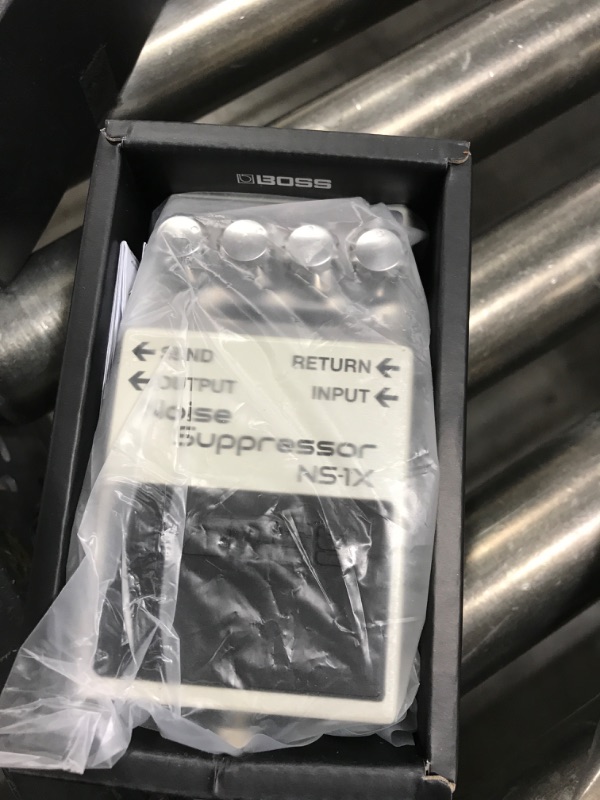 BOSS
← SEND RETURN ←
← OUTPUT INPUT ←
Noise
Suppressor
NS-1X